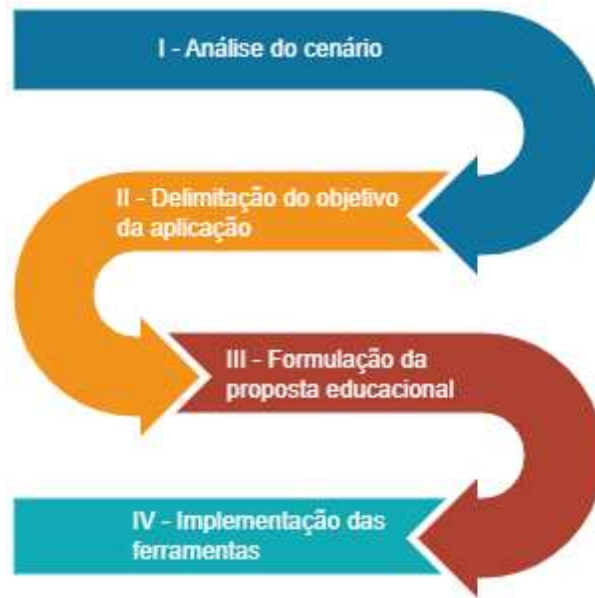 I - Análise do cenário
II - Delimitação do objetivo
da aplicação
III - Formulação da
proposta educacional
IV - Implementação das
ferramentas